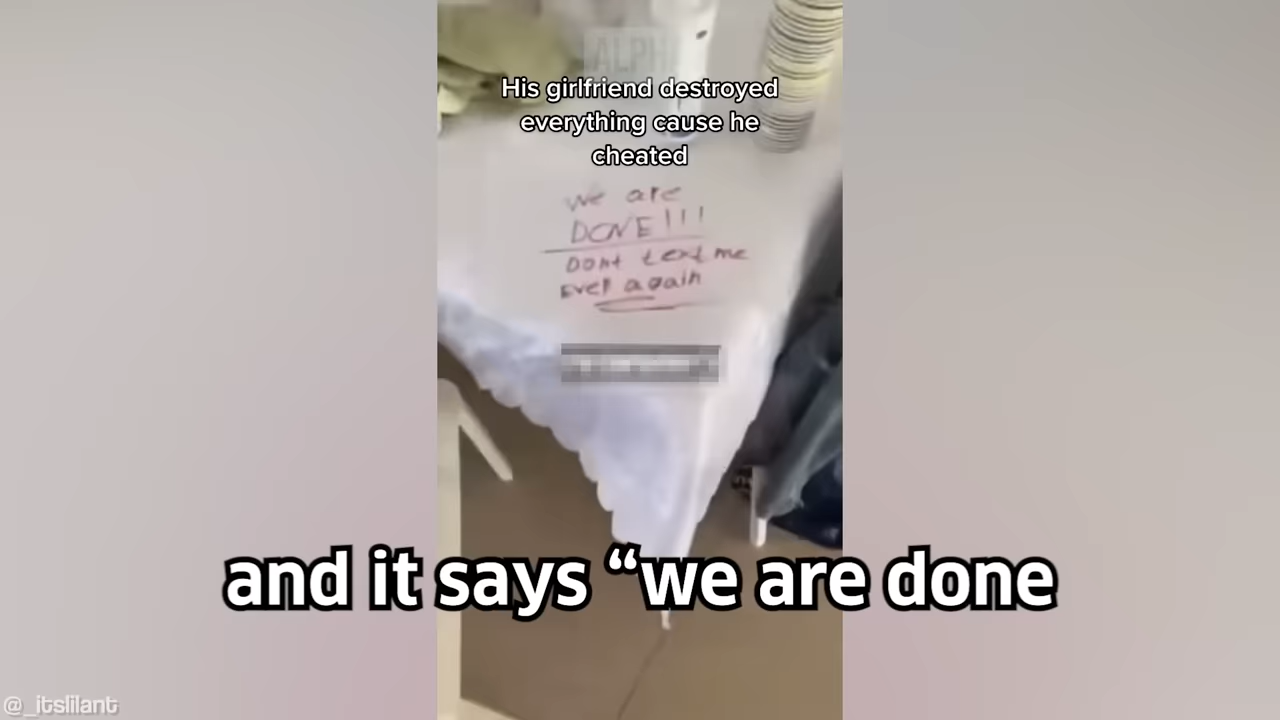 ALPH
His girlfriend destroyed
everything cause he
cheated
we are
DONE!!!
Dont text me
Ever again
and it says “we are done
@_itslilant